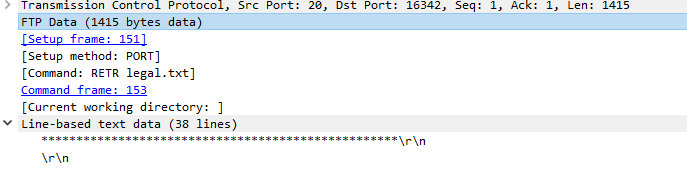 Transmission Control Protocol, Src Port: 20, Dst Port: 16342, Seq: 1, Ack: 1, Len: 1415
FTP Data (1415 bytes data)
[Setup frame: 151]
[Setup method: PORT]
[Command: RETR legal.txt]
Command frame: 153
[Current working directory: ]
Line-based text data (38 lines)
***************************************************\r\n
\r\n